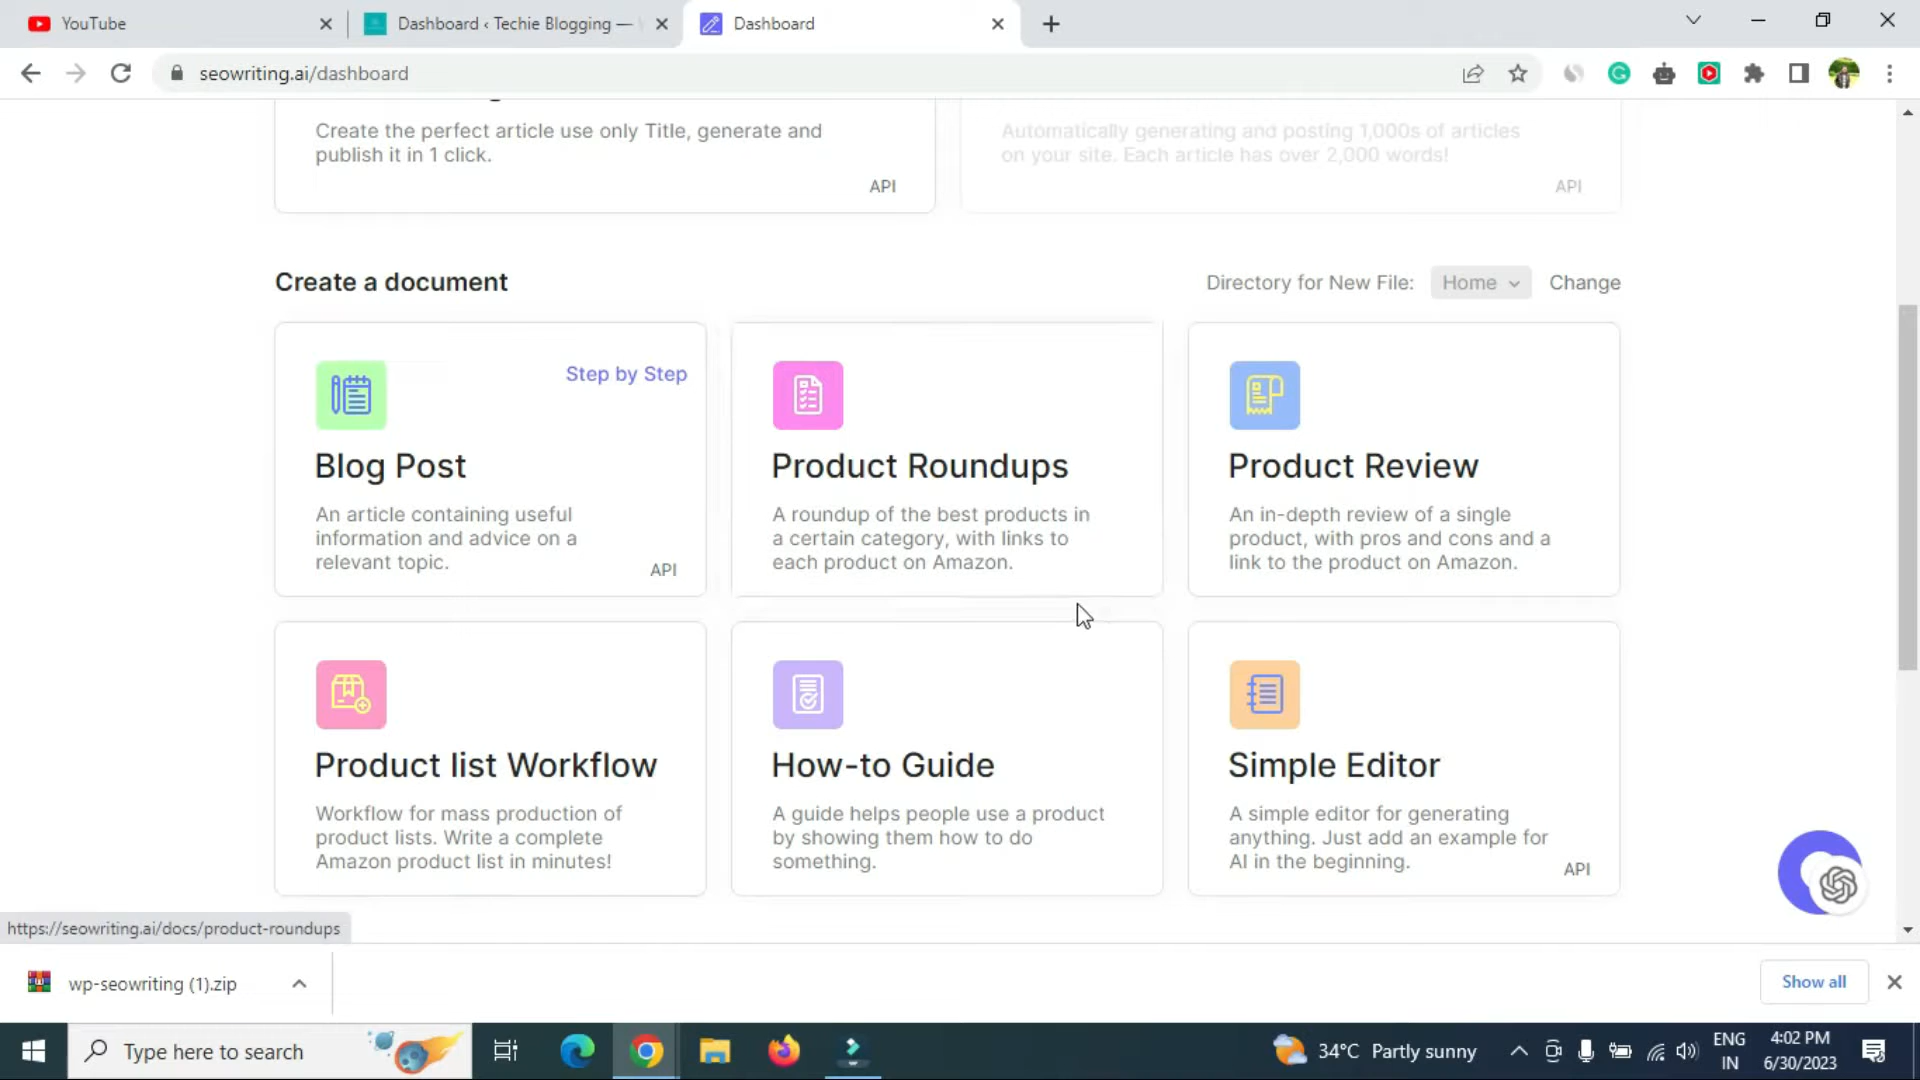 YouTube
Dashboard ‹ Techie Blogging —
Dashboard
seowriting.ai/dashboard
Create the perfect article use only Title, generate and
publish it in 1 click.
API
Automatically generating and posting 1,000s of articles
on your site. Each article has over 2,000 words!
API
Create a document
Directory for New File:
Home
Change
Step by Step
Blog Post
An article containing useful
information and advice on a
relevant topic.
API
Product Roundups
A roundup of the best products in
a certain category, with links to
each product on Amazon.
Product Review
An in-depth review of a single
product, with pros and cons and a
link to the product on Amazon.
Product list Workflow
Workflow for mass production of
product lists. Write a complete
Amazon product list in minutes!
How-to Guide
A guide helps people use a product
by showing them how to do
something.
Simple Editor
A simple editor for generating
anything. Just add an example for
AI in the beginning.
API
https://seowriting.ai/docs/product-roundups
wp-seowriting (1).zip
Show all
Type here to search
34°C Partly sunny
ENG
IN
4:02 PM
6/30/2023